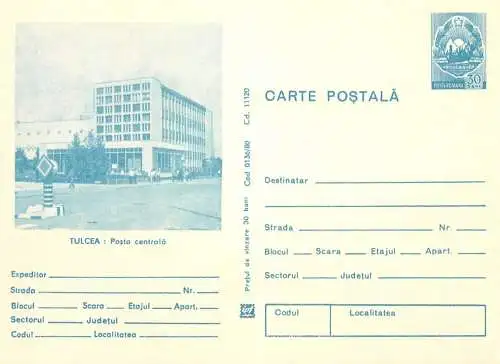 TULCEA : Poşta centrală
Expeditor
Strada Nr.
Blocul Scara Etajul Apart.
Sectorul Judeţul
Codul Localitatea
Preţul de vînzare 30 bani Cod 0136/80 Cd. 11120
CARTE POŞTALĂ
30
POSTA ROMANA
Destinatar
Strada Nr.
Blocul Scara Etajul Apart.
Sectorul Judeţul
Codul Localitatea